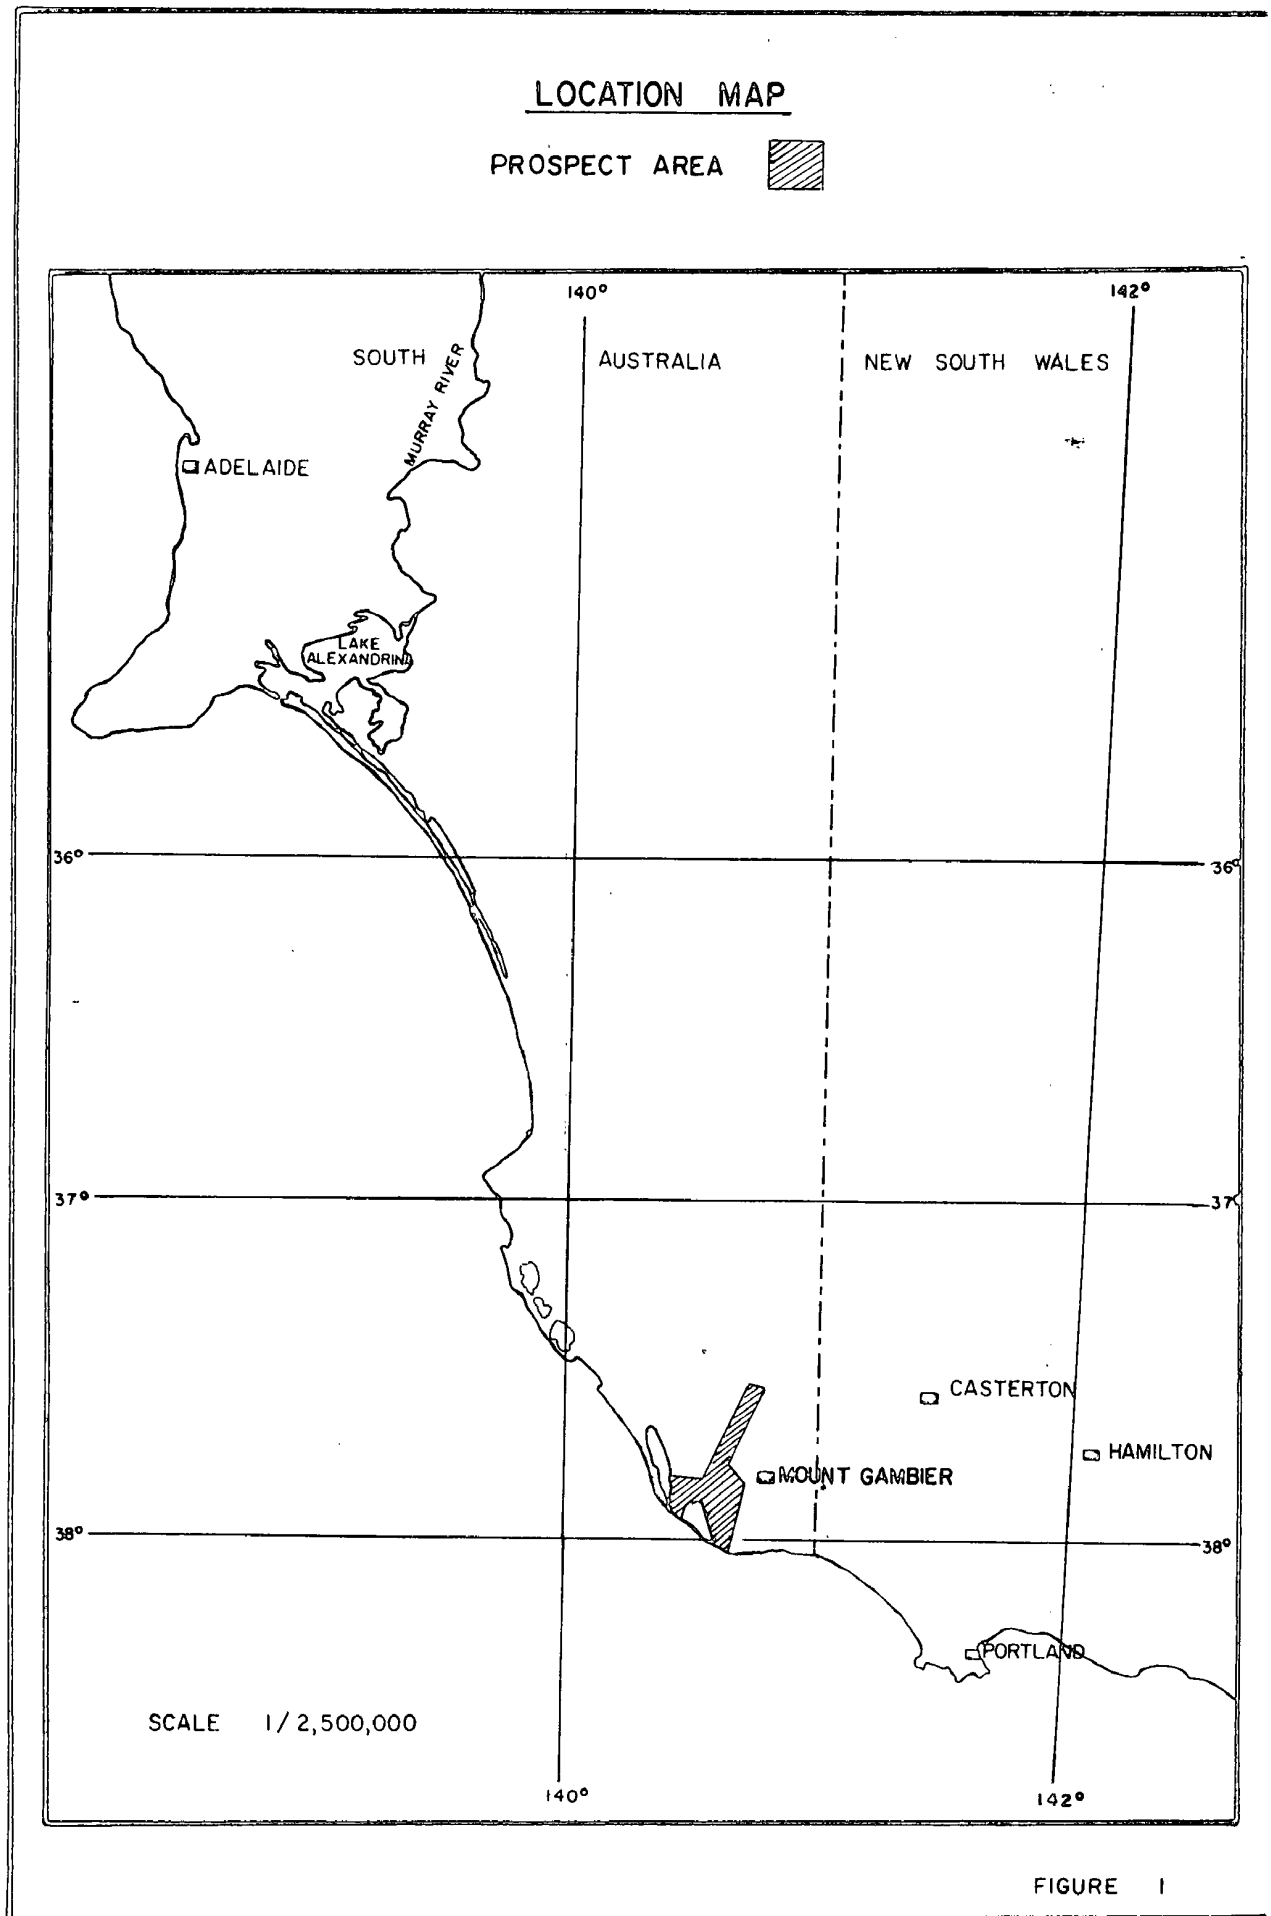 LOCATION MAP
PROSPECT AREA
140° 142°
SOUTH AUSTRALIA NEW SOUTH WALES
MURRAY RIVER
ADELAIDE
LAKE
ALEXANDRINA
36° 36°
37° 37°
CASTERTON
HAMILTON
MOUNT GAMBIER
38° 38°
PORTLAND
SCALE 1/2,500,000
140° 142°
FIGURE 1